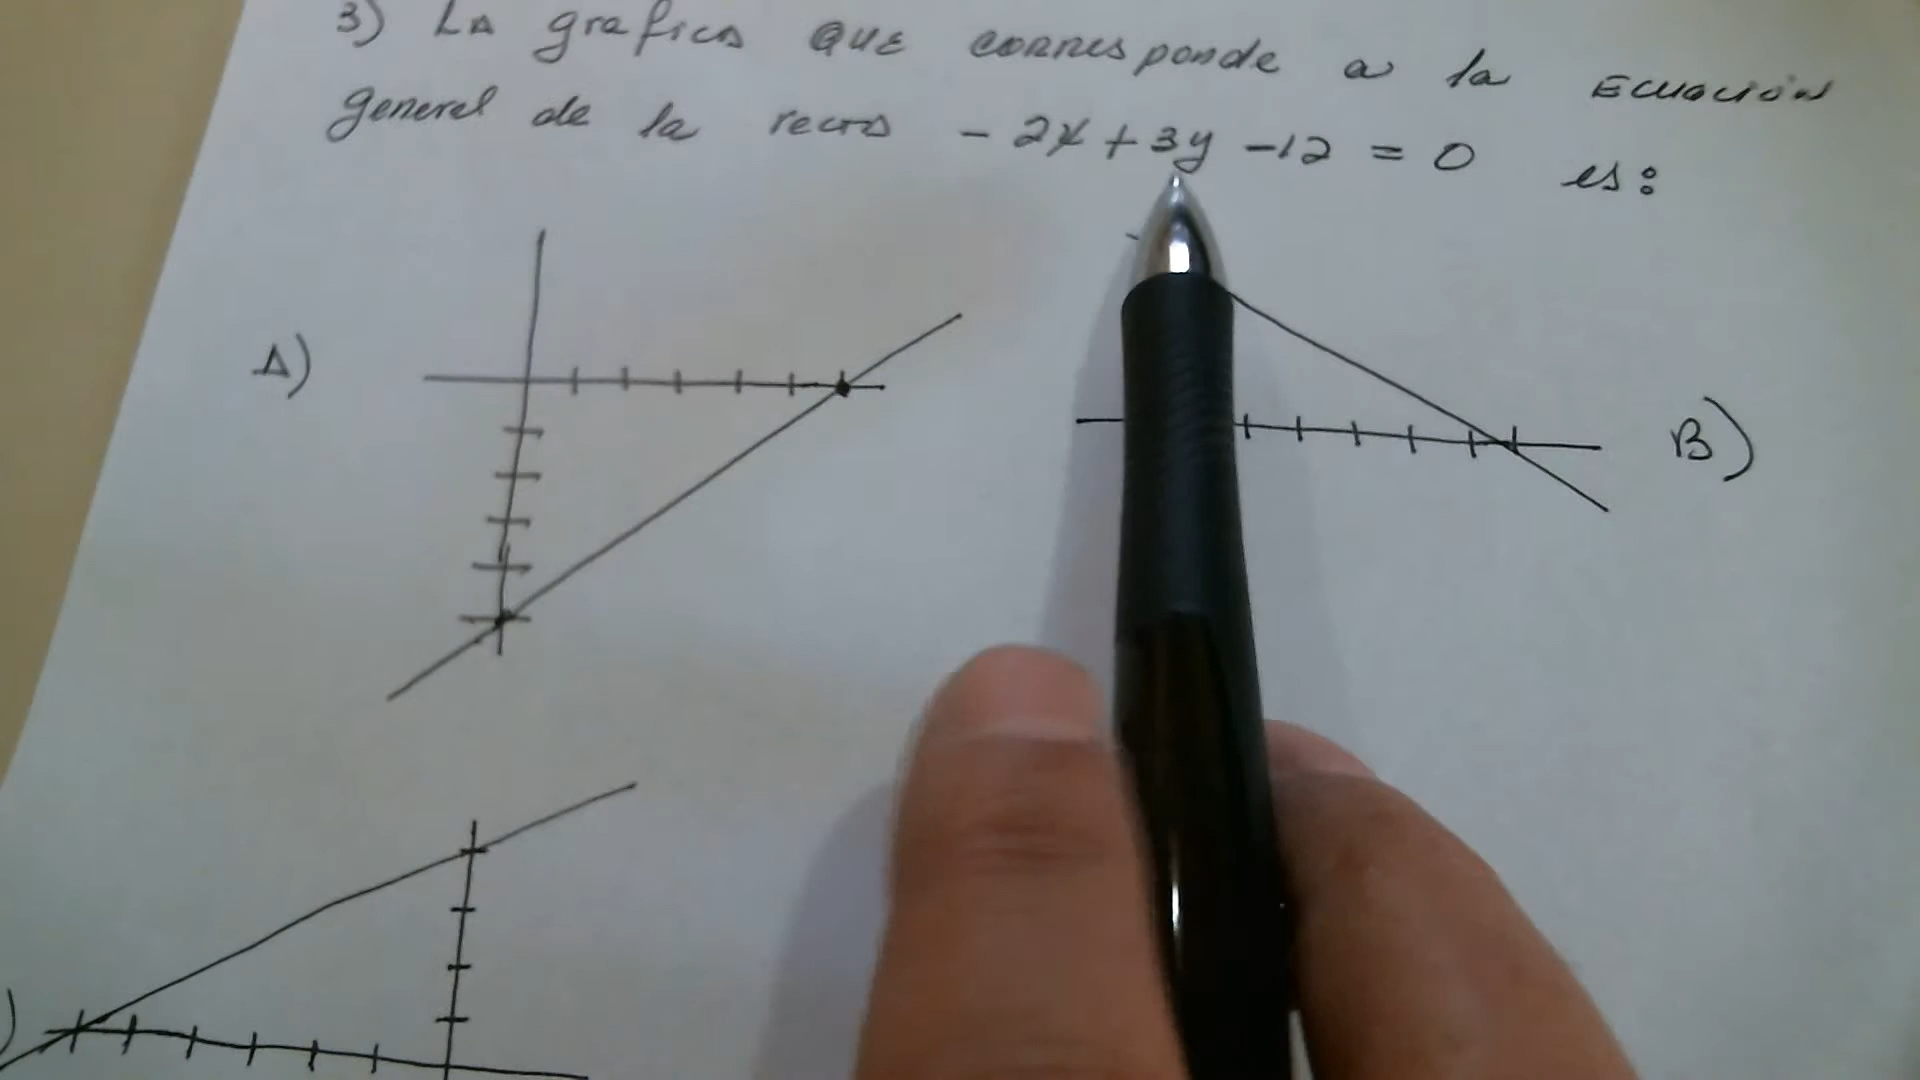 3) La grafica que corresponde a la Ecuación
general de la recta - 2x + 3y - 12 = 0 es:
A)
B)
)